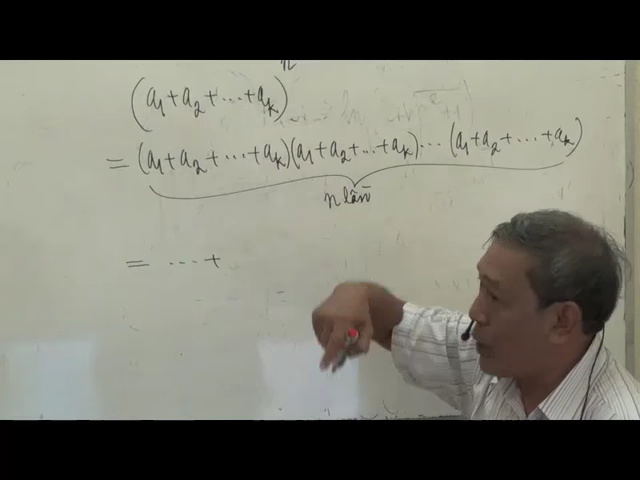 (a₁+a₂+⋯+aₖ)ⁿ
= (a₁+a₂+⋯+aₖ)(a₁+a₂+⋯+aₖ)⋯(a₁+a₂+⋯+aₖ)
n lần
= ⋯+